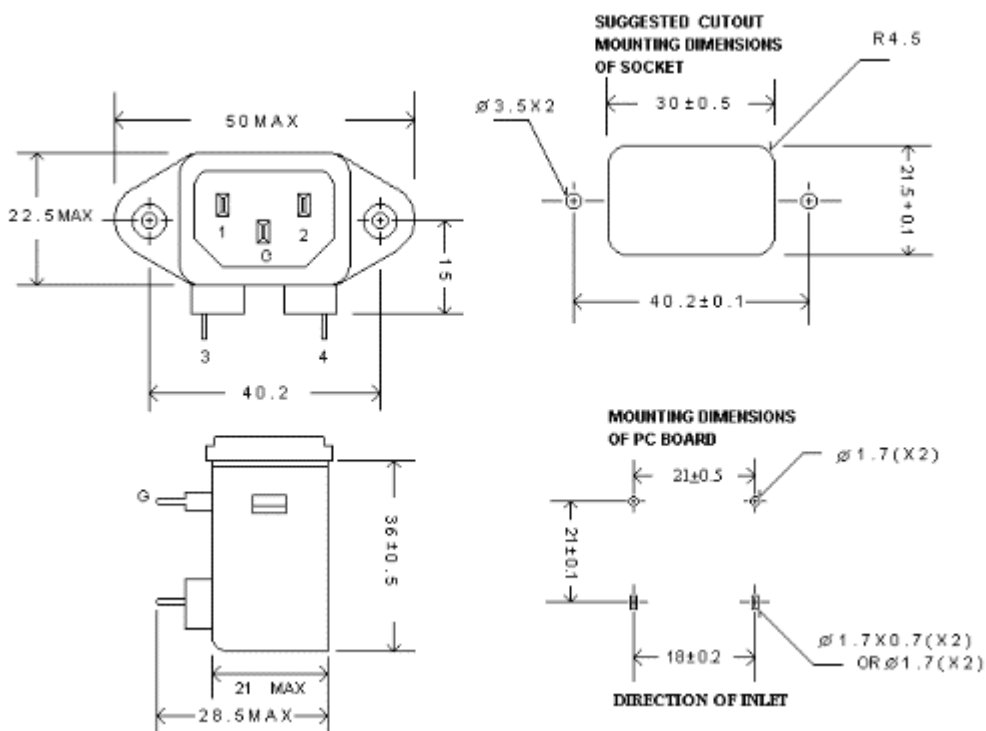 SUGGESTED CUTOUT
MOUNTING DIMENSIONS
OF SOCKET
R4.5
30±0.5
Ø3.5X2
50MAX
22.5MAX
1
2
G
15
21.5+0.1
40.2±0.1
3
4
40.2
MOUNTING DIMENSIONS
OF PC BOARD
21±0.5
Ø1.7(X2)
G
36±0.5
21±0.1
Ø1.7X0.7(X2)
ORØ1.7(X2)
18±0.2
21 MAX
28.5MAX
DIRECTION OF INLET